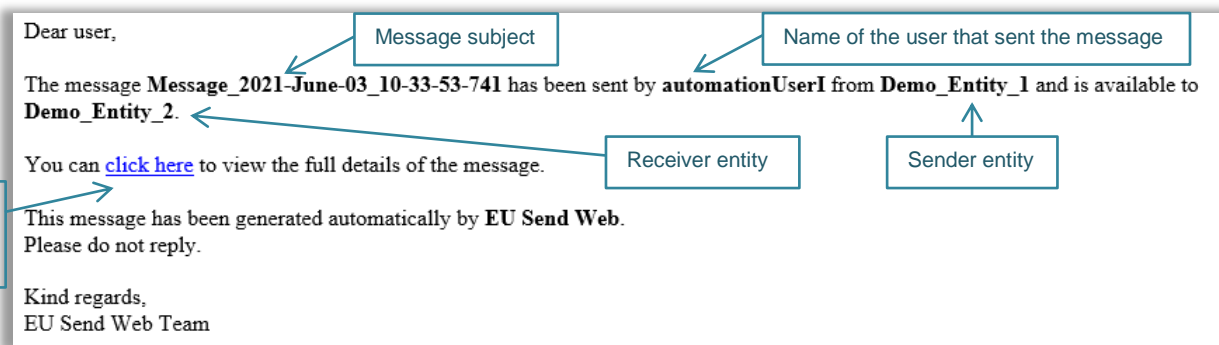 Dear user,
Message subject
Name of the user that sent the message
The message Message_2021-June-03_10-33-53-741 has been sent by automationUserI from Demo_Entity_1 and is available to
Demo_Entity_2.
You can click here to view the full details of the message.
Receiver entity
Sender entity
This message has been generated automatically by EU Send Web.
Please do not reply.
Kind regards,
EU Send Web Team